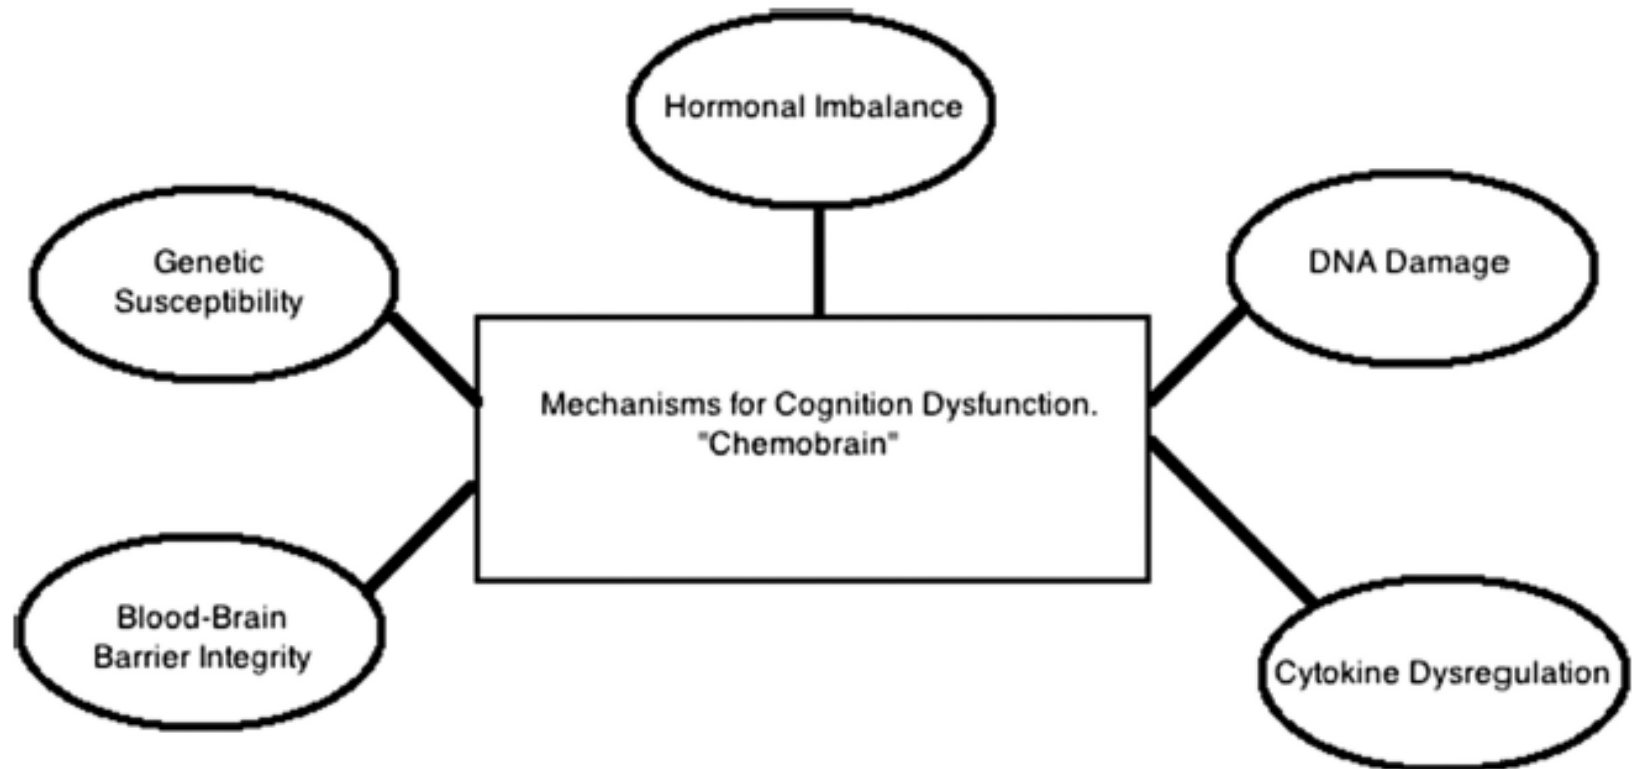 Hormonal Imbalance
Genetic
Susceptibility
DNA Damage
Mechanisms for Cognition Dysfunction.
"Chemobrain"
Blood-Brain
Barrier Integrity
Cytokine Dysregulation